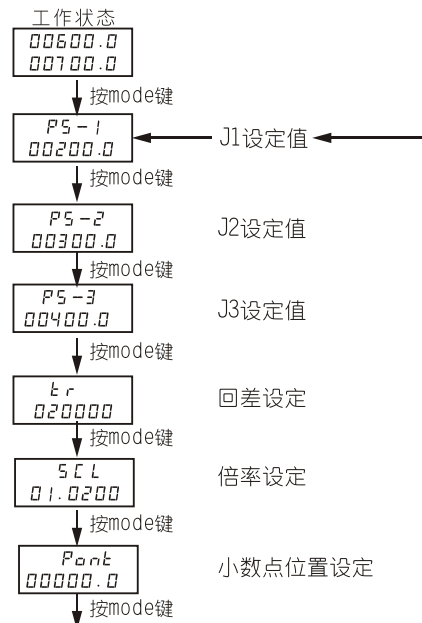 工作状态
00600.0
00700.0
按mode键
PS-1
00200.0
J1设定值
按mode键
PS-2
00300.0
J2设定值
按mode键
PS-3
00400.0
J3设定值
按mode键
tr
020000
回差设定
按mode键
SCL
01.0200
倍率设定
按mode键
Pont
00000.0
小数点位置设定
按mode键